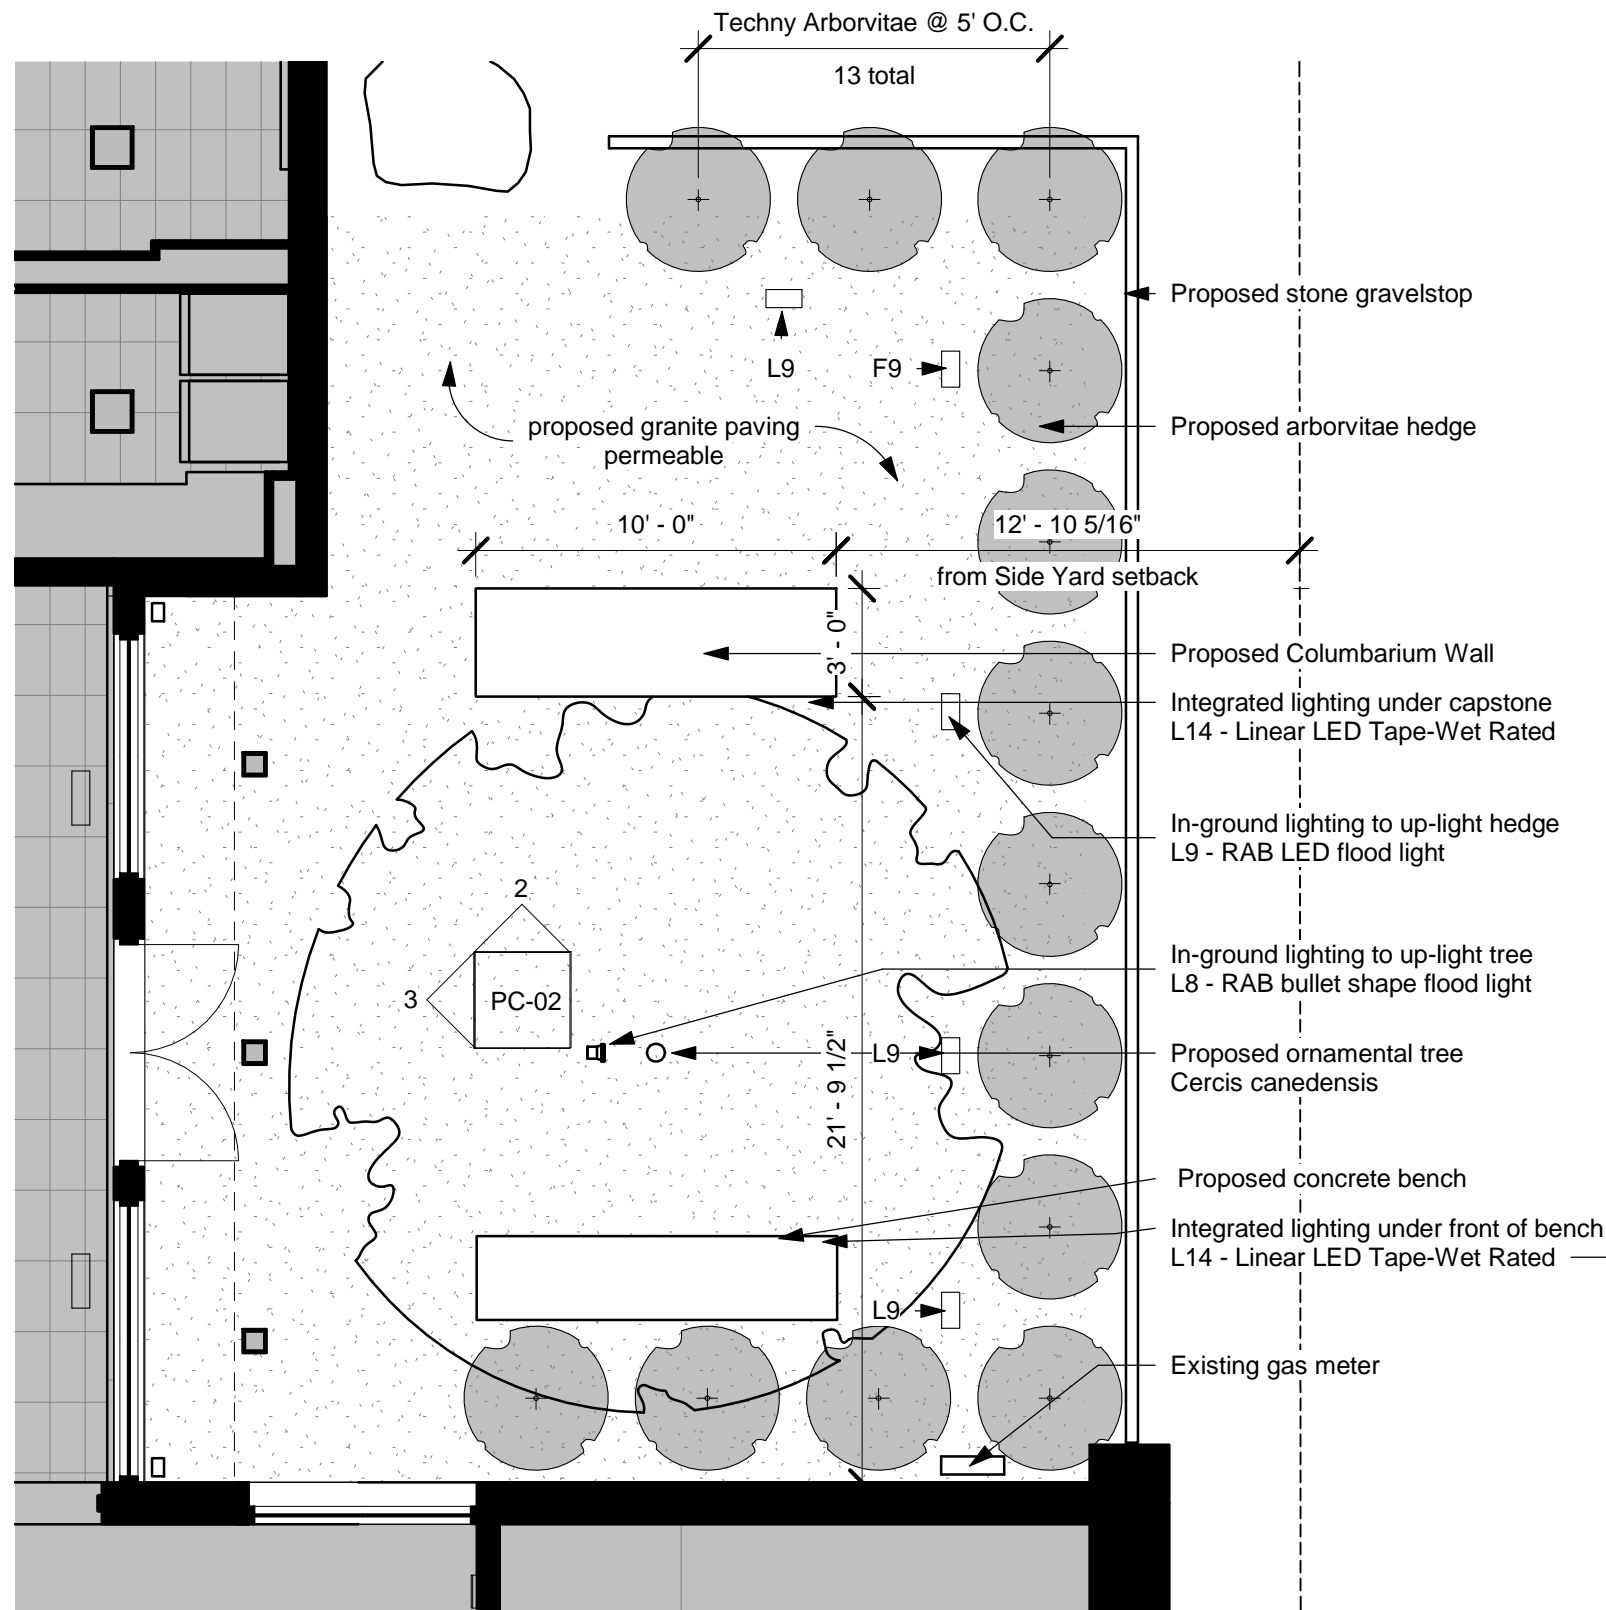 Techny Arborvitae @ 5' O.C.
13 total
Proposed stone gravelstop
L9
F9
proposed granite paving
permeable
Proposed arborvitae hedge
10' - 0"
12' - 10 5/16"
from Side Yard setback
3' - 0"
Proposed Columbarium Wall
Integrated lighting under capstone
L14 - Linear LED Tape-Wet Rated
In-ground lighting to up-light hedge
L9 - RAB LED flood light
2
3
PC-02
In-ground lighting to up-light tree
L8 - RAB bullet shape flood light
21' - 9 1/2"
L9
Proposed ornamental tree
Cercis canedensis
Proposed concrete bench
Integrated lighting under front of bench
L14 - Linear LED Tape-Wet Rated
L9
Existing gas meter